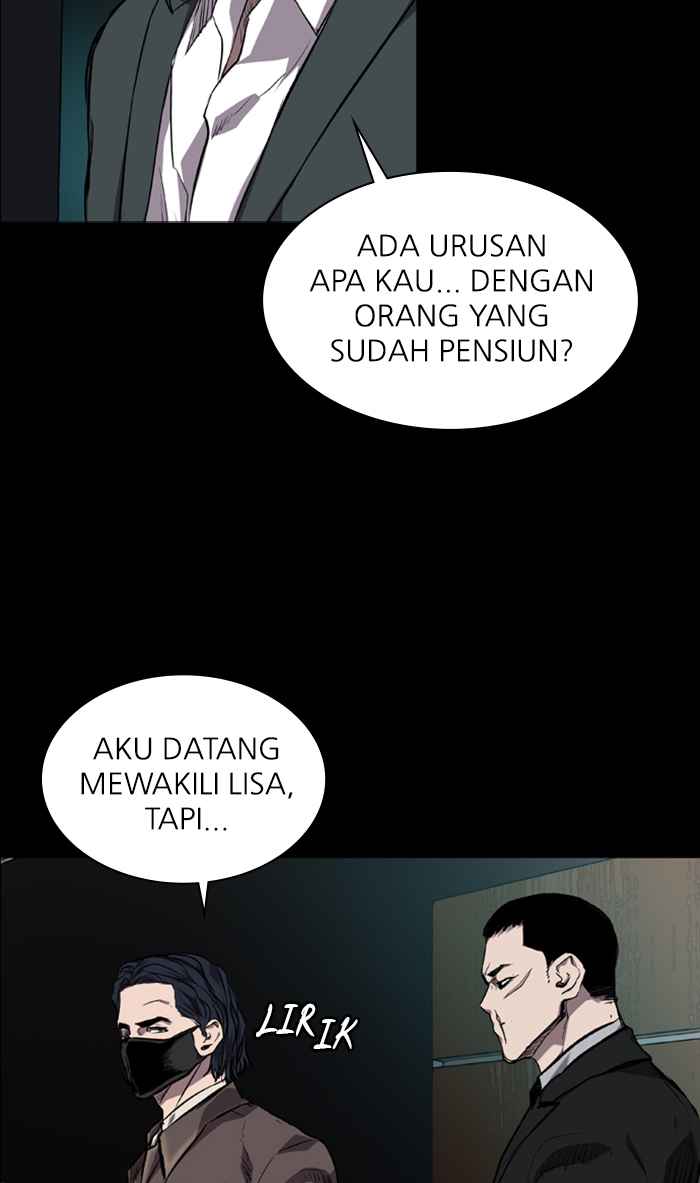 ADA URUSAN
APA KAU... DENGAN
ORANG YANG
SUDAH PENSIUN?
AKU DATANG
MEWAKILI LISA,
TAPI...
LIRIK